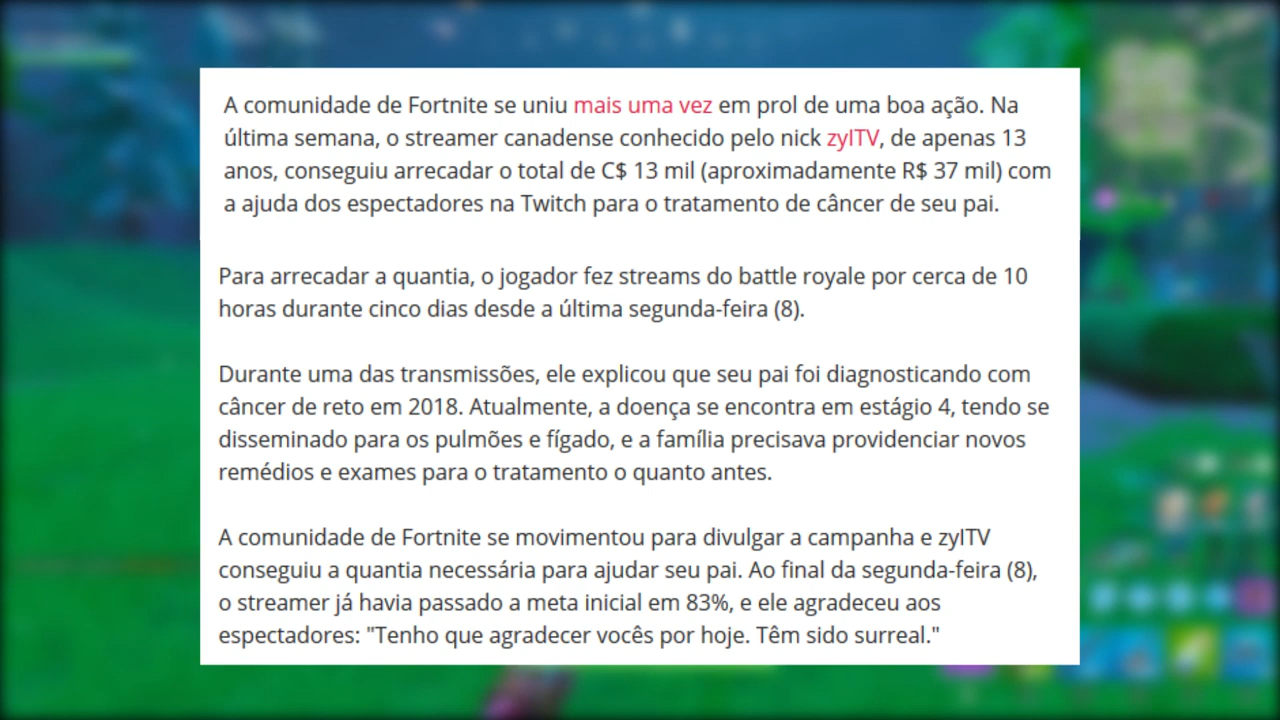 A comunidade de Fortnite se uniu mais uma vez em prol de uma boa ação. Na
última semana, o streamer canadense conhecido pelo nick zyITV, de apenas 13
anos, conseguiu arrecadar o total de C$ 13 mil (aproximadamente R$ 37 mil) com
a ajuda dos espectadores na Twitch para o tratamento de câncer de seu pai.
Para arrecadar a quantia, o jogador fez streams do battle royale por cerca de 10
horas durante cinco dias desde a última segunda-feira (8).
Durante uma das transmissões, ele explicou que seu pai foi diagnosticando com
câncer de reto em 2018. Atualmente, a doença se encontra em estágio 4, tendo se
disseminado para os pulmões e fígado, e a família precisava providenciar novos
remédios e exames para o tratamento o quanto antes.
A comunidade de Fortnite se movimentou para divulgar a campanha e zyITV
conseguiu a quantia necessária para ajudar seu pai. Ao final da segunda-feira (8),
o streamer já havia passado a meta inicial em 83%, e ele agradeceu aos
espectadores: "Tenho que agradecer vocês por hoje. Têm sido surreal."